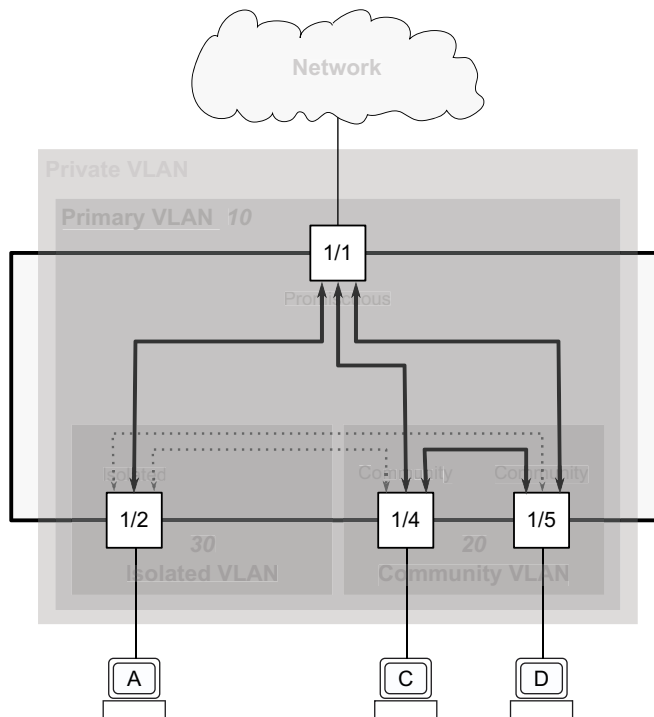 Network
Private VLAN
Primary VLAN 10
1/1
Promiscuous
Isolated
Community
Community
1/2
1/4
1/5
30
20
Isolated VLAN
Community VLAN
A
C
D